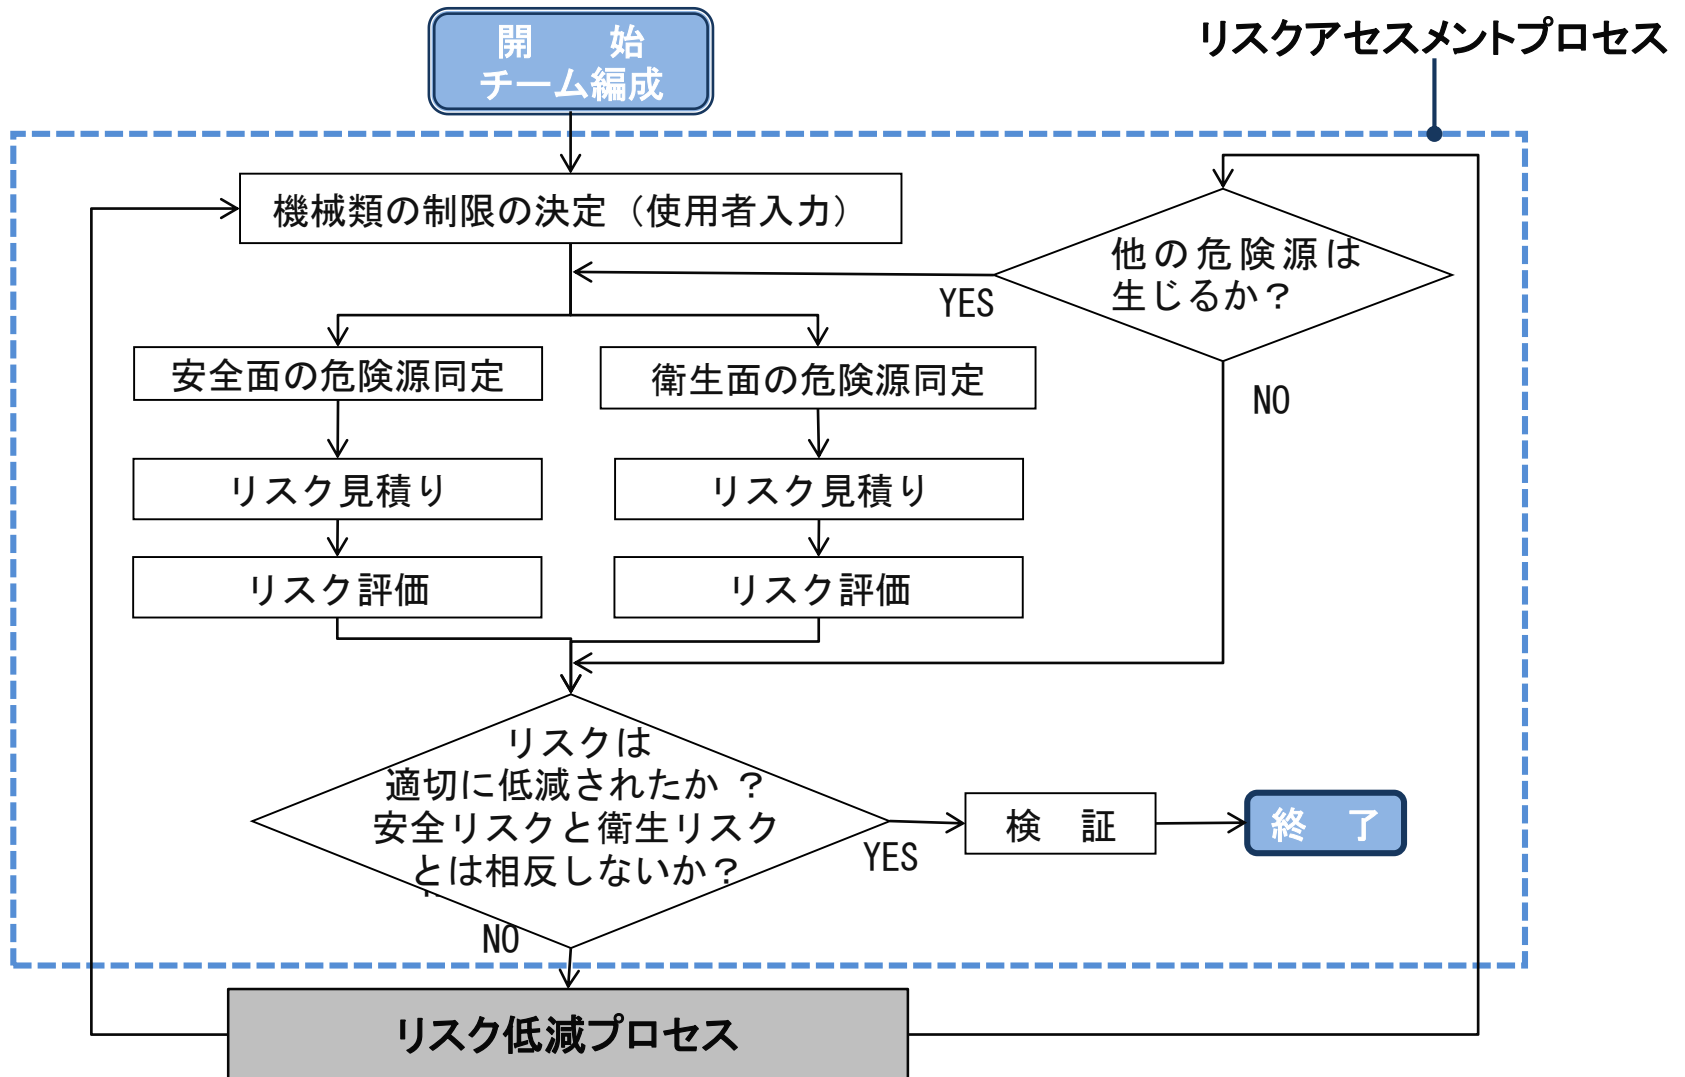 開　始
チーム編成
リスクアセスメントプロセス
機械類の制限の決定（使用者入力）
他の危険源は
生じるか？
YES
NO
安全面の危険源同定
衛生面の危険源同定
リスク見積り
リスク見積り
リスク評価
リスク評価
リスクは
適切に低減されたか ？
安全リスクと衛生リスク
とは相反しないか？
YES
検　証
終　了
NO
リスク低減プロセス